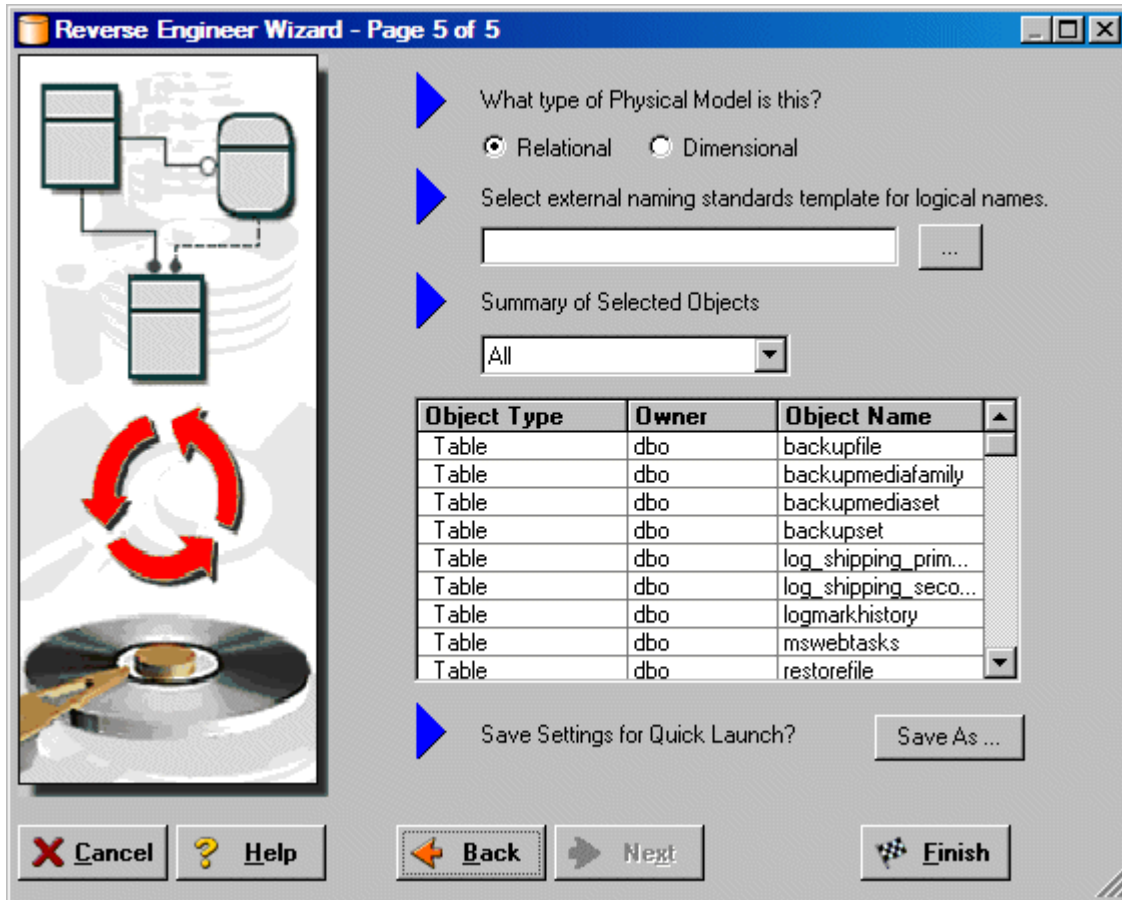 Reverse Engineer Wizard - Page 5 of 5
What type of Physical Model is this?
Relational Dimensional
Select external naming standards template for logical names.
...
Summary of Selected Objects
All
Object Type Owner Object Name
Table dbo backupfile
Table dbo backupmediafamily
Table dbo backupmediaset
Table dbo backupset
Table dbo log_shipping_prim...
Table dbo log_shipping_seco...
Table dbo logmarkhistory
Table dbo mswebtasks
Table dbo restorefile
Save Settings for Quick Launch? Save As ...
Cancel Help Back Next Finish